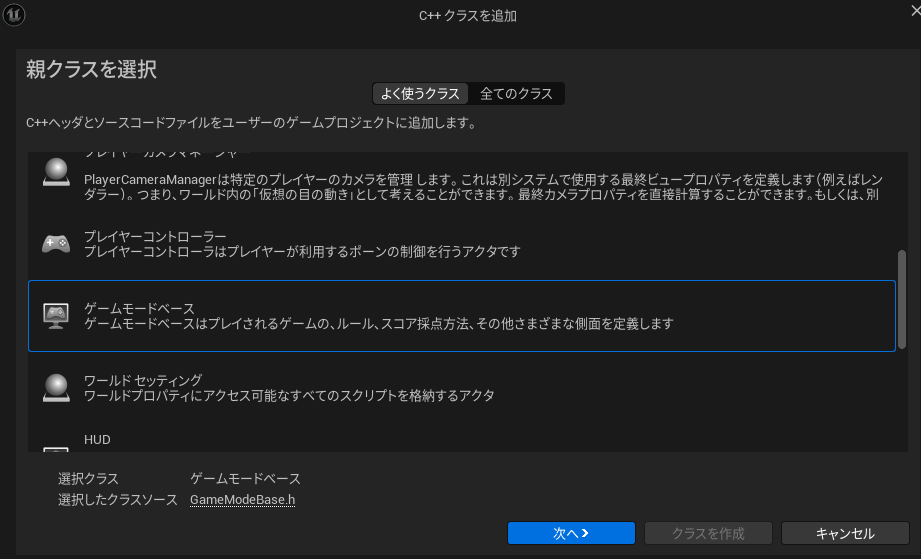 C++ クラスを追加
親クラスを選択
よく使うクラス 全てのクラス
C++ヘッダとソースコードファイルをユーザーのゲームプロジェクトに追加します。
プレイヤー カメラマネージャー
PlayerCameraManagerは特定のプレイヤーのカメラを管理 します。これは別システムで使用する最終ビュープロパティを定義します(例えばレン
ダラー)。つまり、ワールド内の「仮想の目の動き」として考えることができます。最終カメラプロパティを直接計算することができます。もしくは、別
プレイヤーコントローラー
プレイヤーコントローラはプレイヤーが利用するポーンの制御を行うアクタです
ゲームモードベース
ゲームモードベースはプレイされるゲームの、ルール、スコア採点方法、その他さまざまな側面を定義します
ワールド セッティング
ワールドプロパティにアクセス可能なすべてのスクリプトを格納するアクタ
HUD
選択クラス ゲームモードベース
選択したクラスソース GameModeBase.h
次へ クラスを作成 キャンセル